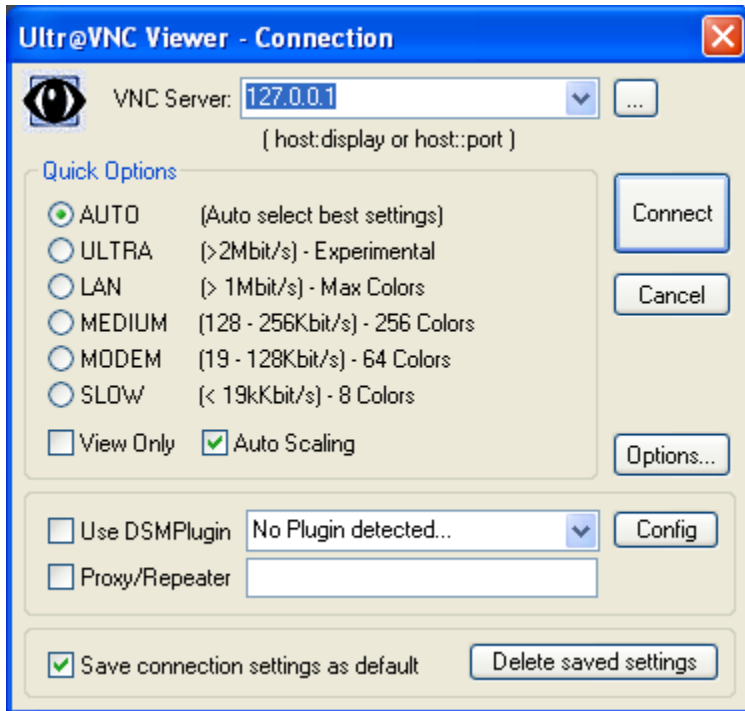 Ultr@VNC Viewer - Connection
VNC Server: 127.0.0.1 ...
( host:display or host::port )
Quick Options
AUTO (Auto select best settings)
Connect
ULTRA (>2Mbit/s) - Experimental
LAN (> 1Mbit/s) - Max Colors
Cancel
MEDIUM (128 - 256Kbit/s) - 256 Colors
MODEM (19 - 128Kbit/s) - 64 Colors
SLOW (< 19kKbit/s) - 8 Colors
View Only Auto Scaling
Options...
Use DSMPlugin No Plugin detected... Config
Proxy/Repeater
Save connection settings as default Delete saved settings